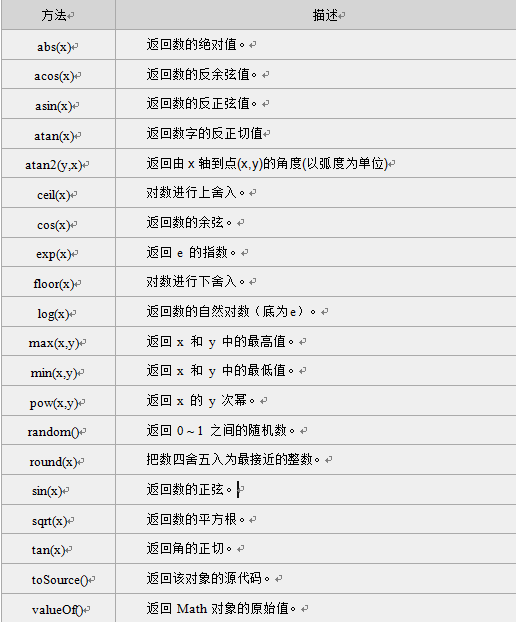 方法 描述
abs(x) 返回数的绝对值。
acos(x) 返回数的反余弦值。
asin(x) 返回数的反正弦值。
atan(x) 返回数字的反正切值
atan2(y,x) 返回由 x 轴到点(x,y)的角度(以弧度为单位)
ceil(x) 对数进行上舍入。
cos(x) 返回数的余弦。
exp(x) 返回 e 的指数。
floor(x) 对数进行下舍入。
log(x) 返回数的自然对数（底为e）。
max(x,y) 返回 x 和 y 中的最高值。
min(x,y) 返回 x 和 y 中的最低值。
pow(x,y) 返回 x 的 y 次幂。
random() 返回 0 ~ 1 之间的随机数。
round(x) 把数四舍五入为最接近的整数。
sin(x) 返回数的正弦。
sqrt(x) 返回数的平方根。
tan(x) 返回角的正切。
toSource() 返回该对象的源代码。
valueOf() 返回 Math 对象的原始值。